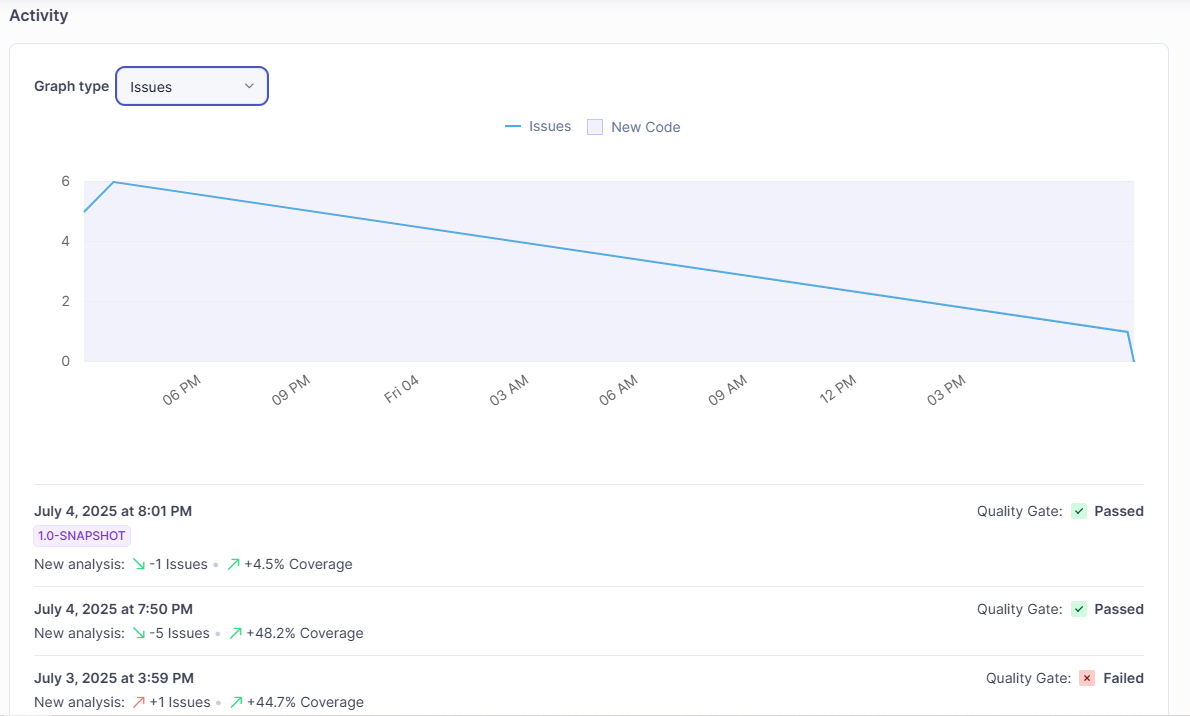 Activity
Graph type Issues
Issues New Code
6
4
2
0
06 PM 09 PM Fri 04 03 AM 06 AM 09 AM 12 PM 03 PM
July 4, 2025 at 8:01 PM Quality Gate: Passed
1.0-SNAPSHOT
New analysis: -1 Issues • +4.5% Coverage
July 4, 2025 at 7:50 PM Quality Gate: Passed
New analysis: -5 Issues • +48.2% Coverage
July 3, 2025 at 3:59 PM Quality Gate: Failed
New analysis: +1 Issues • +44.7% Coverage